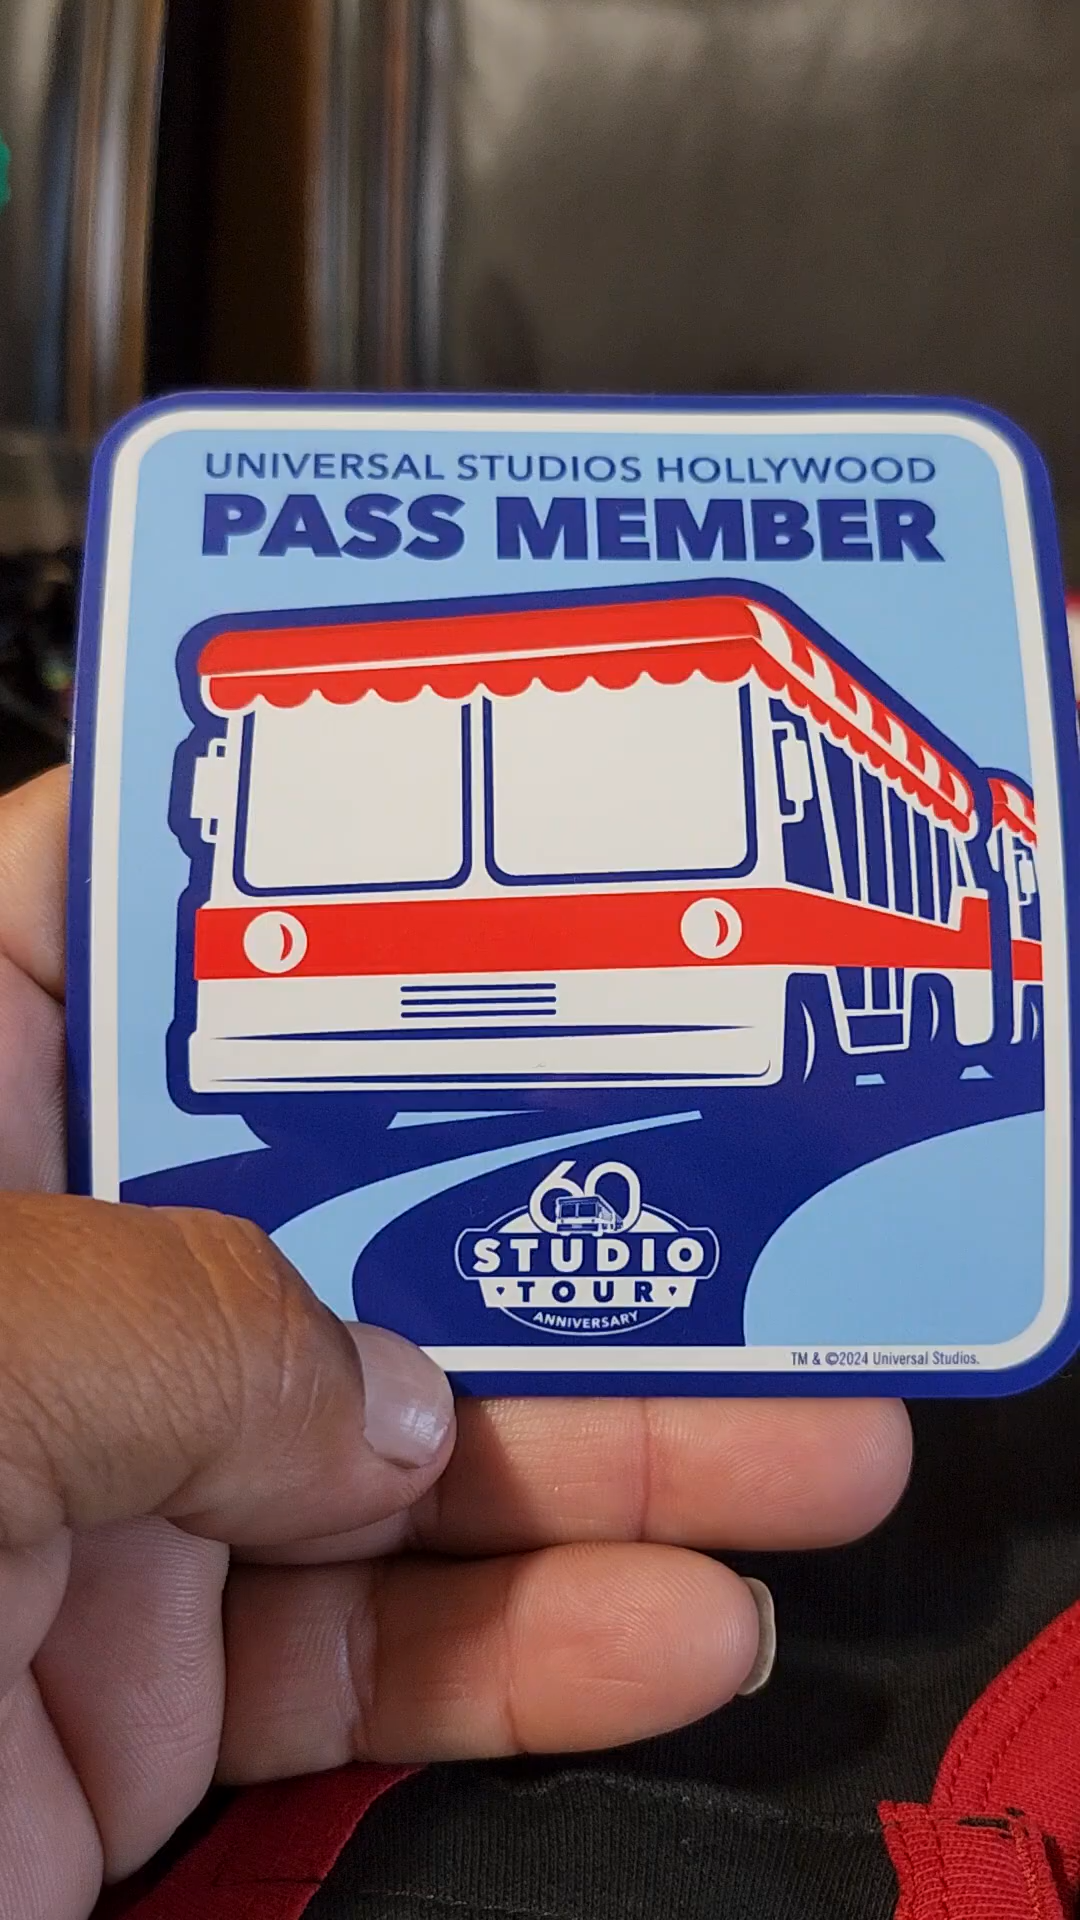 UNIVERSAL STUDIOS HOLLYWOOD
PASS MEMBER
60
STUDIO
TOUR
ANNIVERSARY
TM & ©2024 Universal Studios.